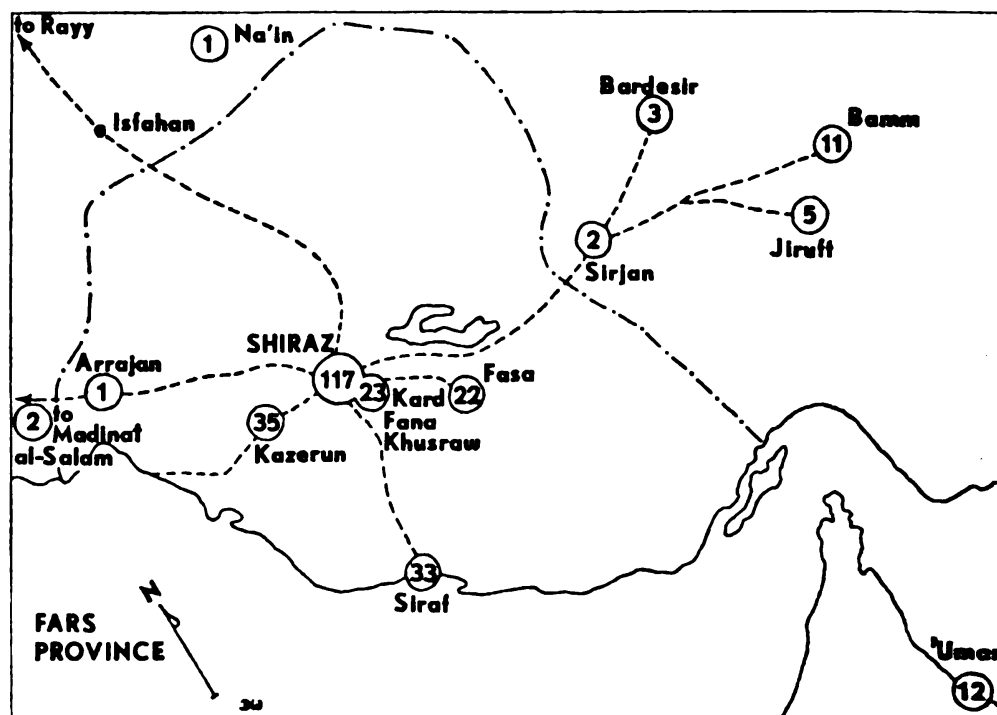 to Rayy
1
Na'in
Isfahan
Bardesir
3
Bamm
11
5
Jiruft
2
Sirjan
SHIRAZ
117
Arrajan
1
23
Kard
Fana
Khusraw
Fasa
22
35
Kazerun
2
to
Madinat
al-Salam
33
Siraf
N
FARS
PROVINCE
'Uman
12